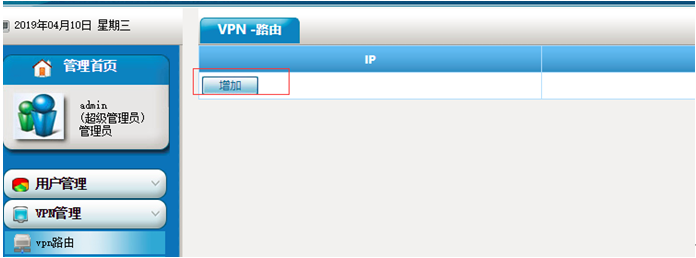 2019年04月10日 星期三
VPN -路由
管理首页
IP
增加
admin
(超级管理员)
管理员
用户管理
VPN管理
vpn路由